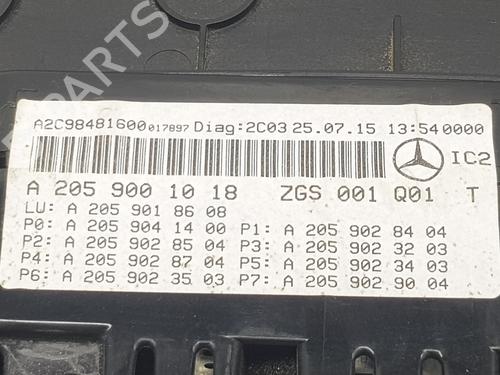 PARTS
A2C98481600017897 Diag:2C03 25.07.15 13:54 0000
IC2
A 205 900 10 18 ZGS 001 Q01 T
LU: A 205 901 86 08
P0: A 205 904 14 00 P1: A 205 902 84 04
P2: A 205 902 85 04 P3: A 205 902 32 03
P4: A 205 902 87 04 P5: A 205 902 34 03
P6: A 205 902 35 03 P7: A 205 902 90 04